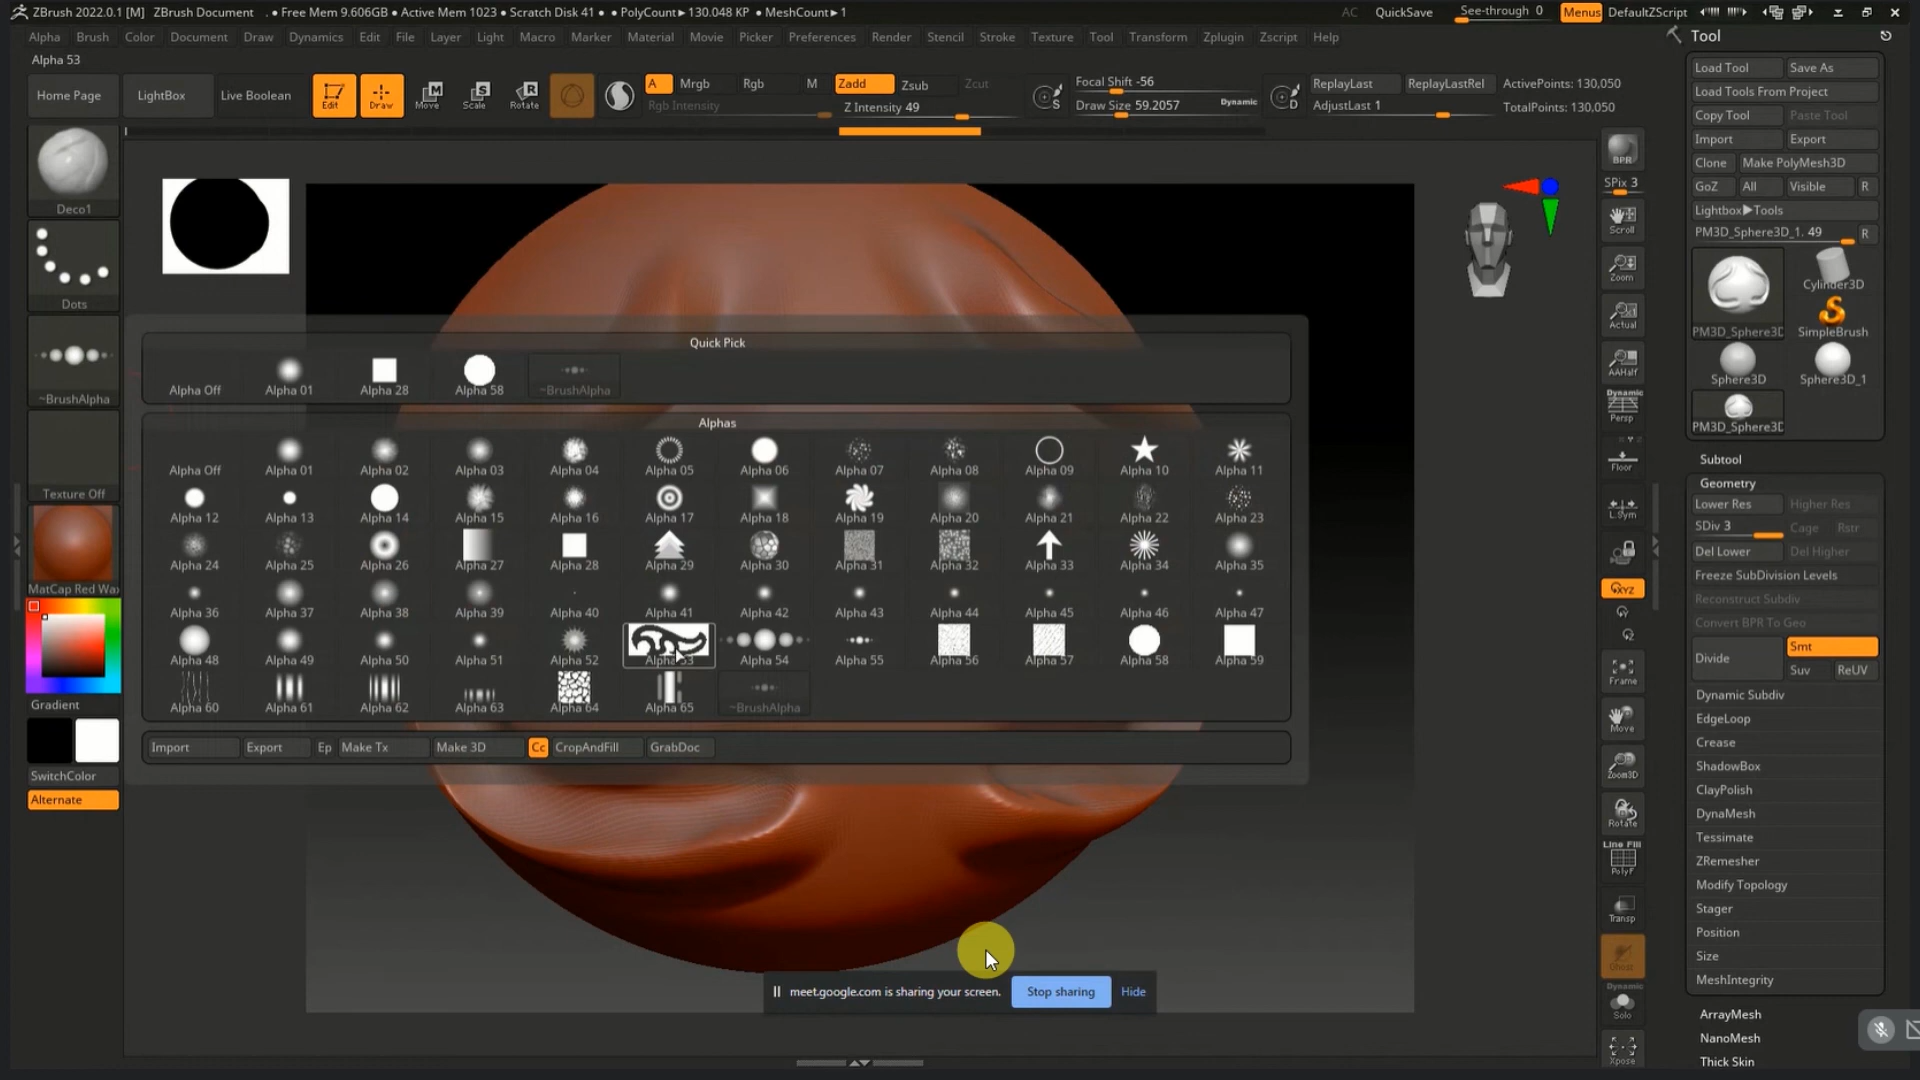 ZBrush 2022.0.1 [M] ZBrush Document . • Free Mem 9.606GB • Active Mem 1023 • Scratch Disk 41 • • PolyCount▸ 130.048 KP • MeshCount▸ 1 AC QuickSave See-through 0 Menus DefaultZScript
Alpha Brush Color Document Draw Dynamics Edit File Layer Light Macro Marker Material Movie Picker Preferences Render Stencil Stroke Texture Tool Transform Zplugin Zscript Help
Alpha 53
Home Page LightBox Live Boolean Edit Draw Move Scale Rotate
A Mrgb Rgb M Zadd Zsub Zcut
Rgb Intensity Z Intensity 49
S Focal Shift -56
Draw Size 59.2057 Dynamic
D ReplayLast ReplayLastRel ActivePoints: 130,050
AdjustLast 1 TotalPoints: 130,050
Deco1
Dots
~BrushAlpha
Texture Off
MatCap Red Wax
Gradient
SwitchColor
Alternate
Quick Pick
Alpha Off Alpha 01 Alpha 28 Alpha 58 ~BrushAlpha
Alphas
Alpha Off Alpha 01 Alpha 02 Alpha 03 Alpha 04 Alpha 05 Alpha 06 Alpha 07 Alpha 08 Alpha 09 Alpha 10 Alpha 11
Alpha 12 Alpha 13 Alpha 14 Alpha 15 Alpha 16 Alpha 17 Alpha 18 Alpha 19 Alpha 20 Alpha 21 Alpha 22 Alpha 23
Alpha 24 Alpha 25 Alpha 26 Alpha 27 Alpha 28 Alpha 29 Alpha 30 Alpha 31 Alpha 32 Alpha 33 Alpha 34 Alpha 35
Alpha 36 Alpha 37 Alpha 38 Alpha 39 Alpha 40 Alpha 41 Alpha 42 Alpha 43 Alpha 44 Alpha 45 Alpha 46 Alpha 47
Alpha 48 Alpha 49 Alpha 50 Alpha 51 Alpha 52 Alpha 53 Alpha 54 Alpha 55 Alpha 56 Alpha 57 Alpha 58 Alpha 59
Alpha 60 Alpha 61 Alpha 62 Alpha 63 Alpha 64 Alpha 65 ~BrushAlpha
Import Export Ep Make Tx Make 3D Cc CropAndFill GrabDoc
meet.google.com is sharing your screen. Stop sharing Hide
BPR
SPix 3
Scroll
Zoom
Actual
AAHalf
Dynamic
Persp
Floor
L.Sym
XYZ
Frame
Move
Zoom3D
Rotate
Line Fill
PolyF
Transp
Ghost
Dynamic
Solo
Xpose
Tool
Load Tool Save As
Load Tools From Project
Copy Tool Paste Tool
Import Export
Clone Make PolyMesh3D
GoZ All Visible R
Lightbox▸Tools
PM3D_Sphere3D_1. 49 R
PM3D_Sphere3D Cylinder3D
SimpleBrush
Sphere3D Sphere3D_1
PM3D_Sphere3D
Subtool
Geometry
Lower Res Higher Res
SDiv 3 Cage Rstr
Del Lower Del Higher
Freeze SubDivision Levels
Reconstruct Subdiv
Convert BPR To Geo
Divide Smt
Suv ReUV
Dynamic Subdiv
EdgeLoop
Crease
ShadowBox
ClayPolish
DynaMesh
Tessimate
ZRemesher
Modify Topology
Stager
Position
Size
MeshIntegrity
ArrayMesh
NanoMesh
Thick Skin